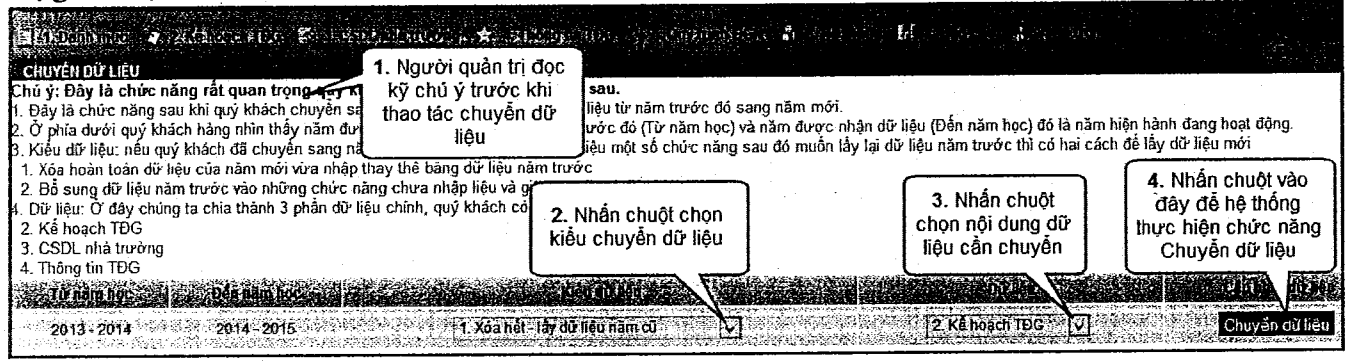 CHUYỂN DỮ LIỆU
Chú ý: Đây là chức năng rất quan trọng sau.
1. Đây là chức năng sau khi quý khách chuyển liệu từ năm trước đó sang năm mới.
2. Ở phía dưới quý khách hàng nhìn thấy năm trước đó (Từ năm học) và năm được nhận dữ liệu (Đến năm học) đó là năm hiện hành đang hoạt động.
3. Kiểu dữ liệu: nếu quý khách đã chuyển sang liệu một số chức năng sau đó muốn lấy lại dữ liệu năm trước thì có hai cách để lấy dữ liệu mới
1. Xóa hoàn toàn dữ liệu của năm mới vừa nhập thay thế bằng dữ liệu năm trước
2. Bổ sung dữ liệu năm trước vào những chức năng chưa nhập liệu và
4. Dữ liệu: Ở đây chúng ta chia thành 3 phần dữ liệu chính, quý khách có
2. Kế hoạch TĐG
3. CSDL nhà trường
4. Thông tin TĐG
1. Người quản trị đọc
kỹ chú ý trước khi
thao tác chuyển dữ
liệu
2. Nhấn chuột chọn
kiểu chuyển dữ liệu
3. Nhấn chuột
chọn nội dung dữ
liệu cần chuyển
4. Nhấn chuột vào
đây để hệ thống
thực hiện chức năng
Chuyển dữ liệu
Từ năm học Đến năm học Kiểu dữ liệu
2013 - 2014 2014 - 2015 1. Xóa hết - lấy dữ liệu năm cũ 2. Kế hoạch TĐG Chuyển dữ liệu